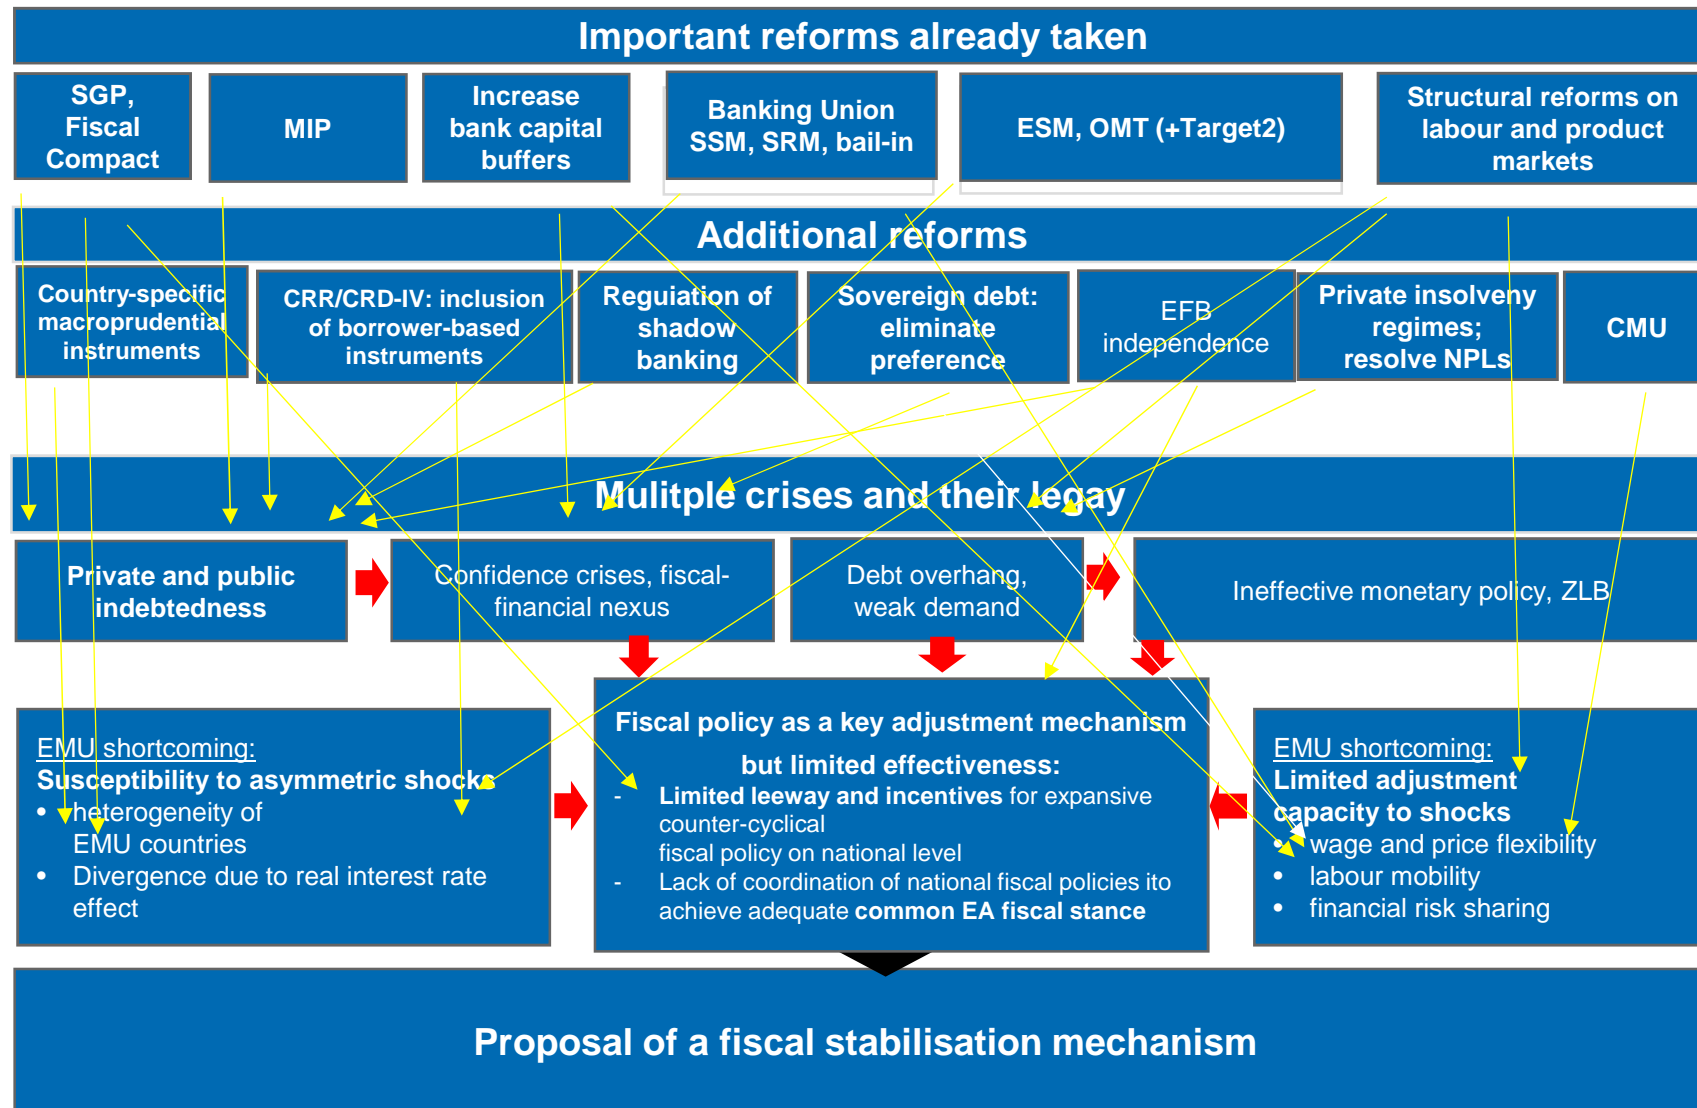 Important reforms already taken
SGP,
Fiscal
Compact
MIP
Increase
bank capital
buffers
Banking Union
SSM, SRM, bail-in
ESM, OMT (+Target2)
Structural reforms on
labour and product
markets
Additional reforms
Country-specific
macroprudential
instruments
CRR/CRD-IV: inclusion
of borrower-based
instruments
Reguiation of
shadow
banking
Sovereign debt:
eliminate
preference
EFB
independence
Private insolveny
regimes;
resolve NPLs
CMU
Mulitple crises and their legay
Private and public
indebtedness
Confidence crises, fiscal-
financial nexus
Debt overhang,
weak demand
Ineffective monetary policy, ZLB
EMU shortcoming:
Susceptibility to asymmetric shocks
• heterogeneity of
EMU countries
• Divergence due to real interest rate
effect
Fiscal policy as a key adjustment mechanism
but limited effectiveness:
- Limited leeway and incentives for expansive
counter-cyclical
fiscal policy on national level
- Lack of coordination of national fiscal policies ito
achieve adequate common EA fiscal stance
EMU shortcoming:
Limited adjustment
capacity to shocks
• wage and price flexibility
• labour mobility
• financial risk sharing
Proposal of a fiscal stabilisation mechanism